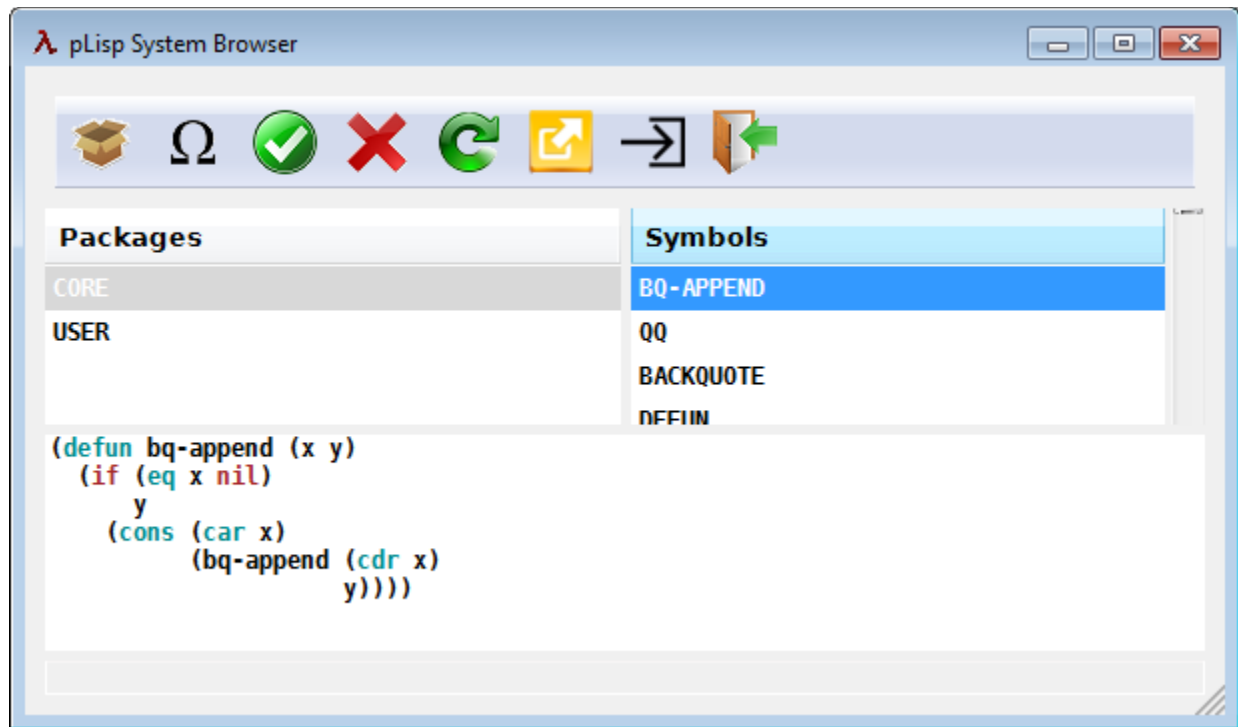 λ pLisp System Browser
Ω
Packages
Symbols
CORE
BQ-APPEND
USER
QQ
BACKQUOTE
DEFUN
(defun bq-append (x y)
  (if (eq x nil)
      y
    (cons (car x)
          (bq-append (cdr x)
                     y))))